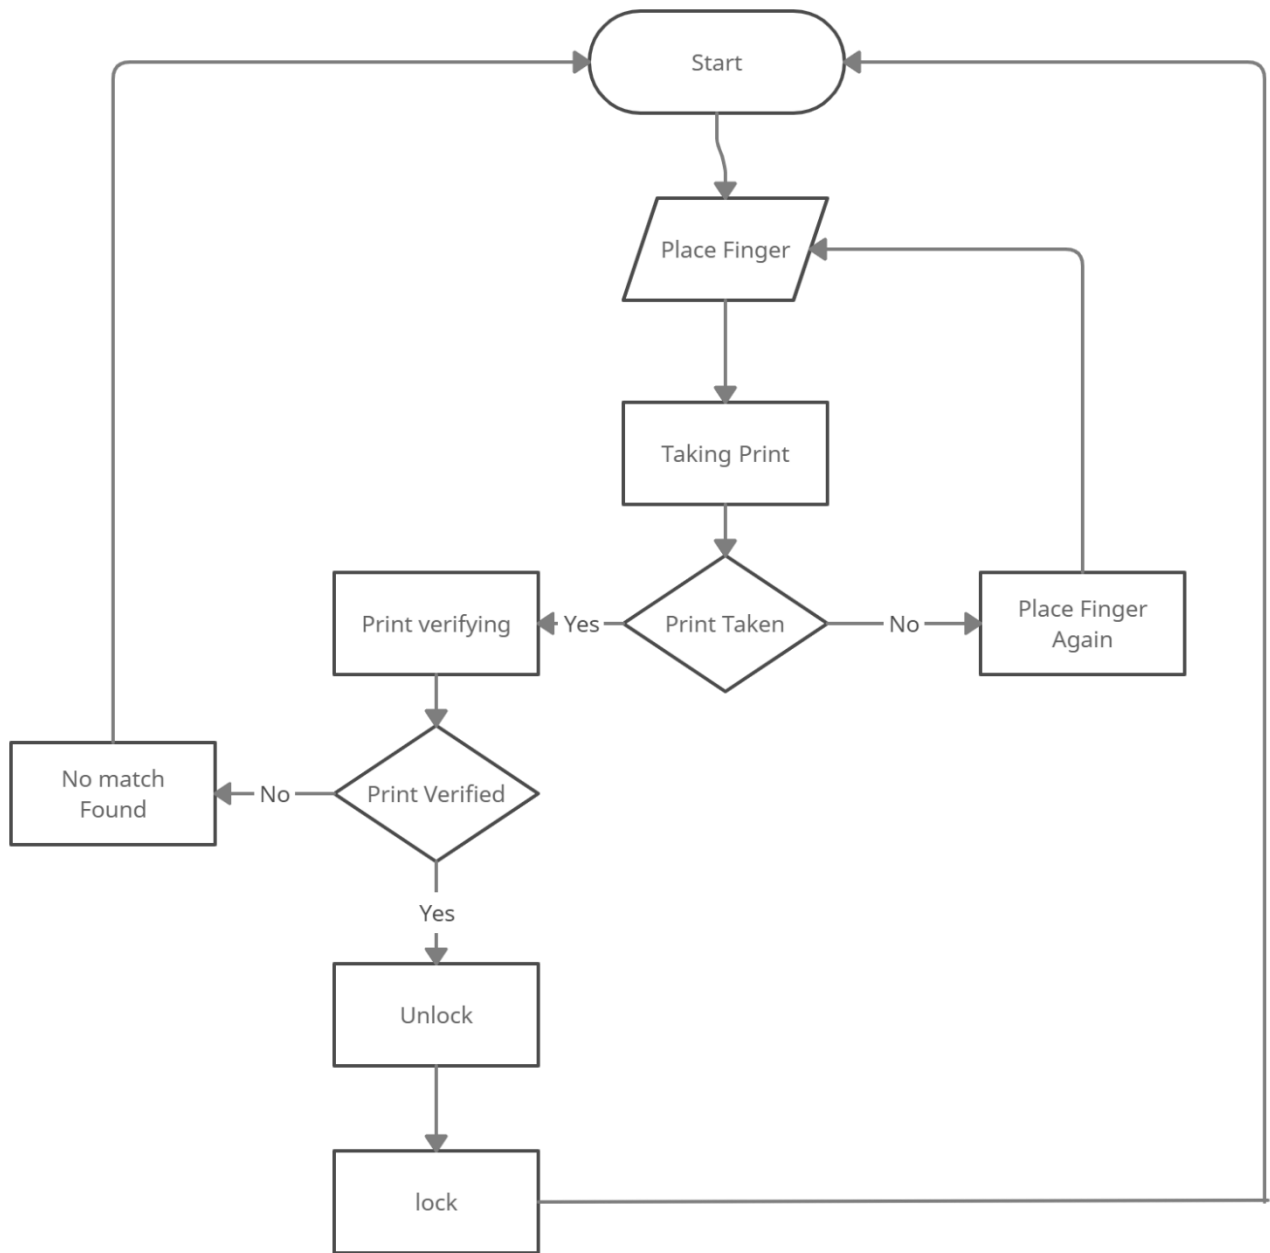 Start
Place Finger
Taking Print
Print verifying
Yes
Print Taken
No
Place Finger
Again
No match
Found
No
Print Verified
Yes
Unlock
lock